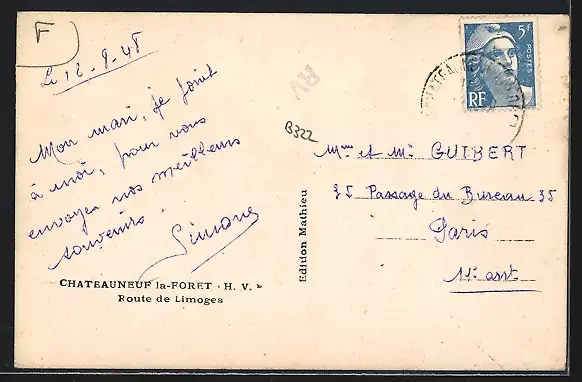 F
Le 12-9-48
Mon mari, se joint
à moi, pour vous
envoyer nos meilleurs
souvenirs.
Simone
CHATEAUNEUF la-FORET - H. V. -
Route de Limoges
Edition Mathieu
RV
B322
5F
POSTES
RF
Mme et Mr GUIBERT
35 Passage du Bureau 35
Paris
11e arrt